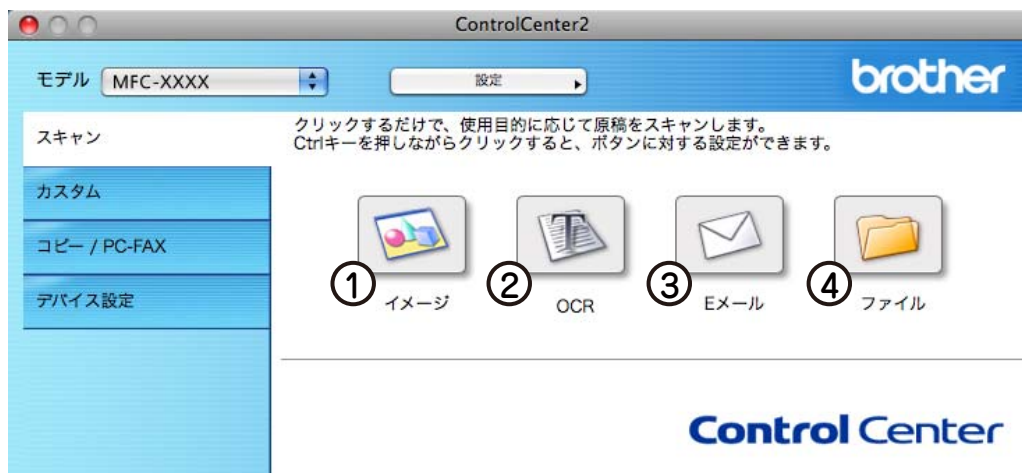 ControlCenter2
モデル MFC-XXXX 設定 brother
スキャン
カスタム
コピー / PC-FAX
デバイス設定
クリックするだけで、使用目的に応じて原稿をスキャンします。
Ctrlキーを押しながらクリックすると、ボタンに対する設定ができます。
① イメージ
② OCR
③ Eメール
④ ファイル
Control Center